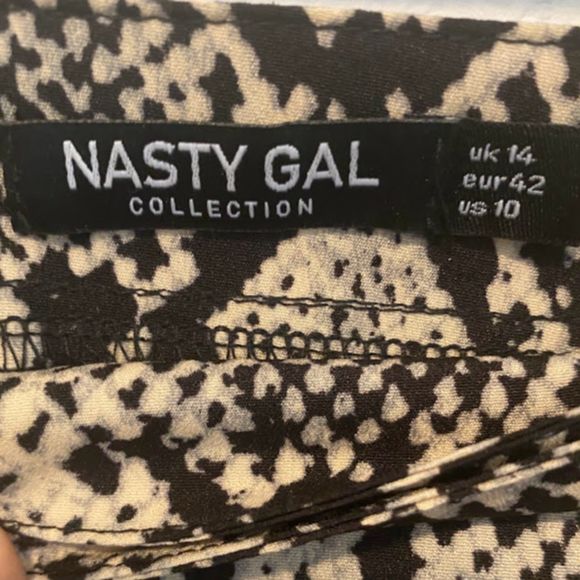 NASTY GAL
COLLECTION
uk 14
eur 42
us 10